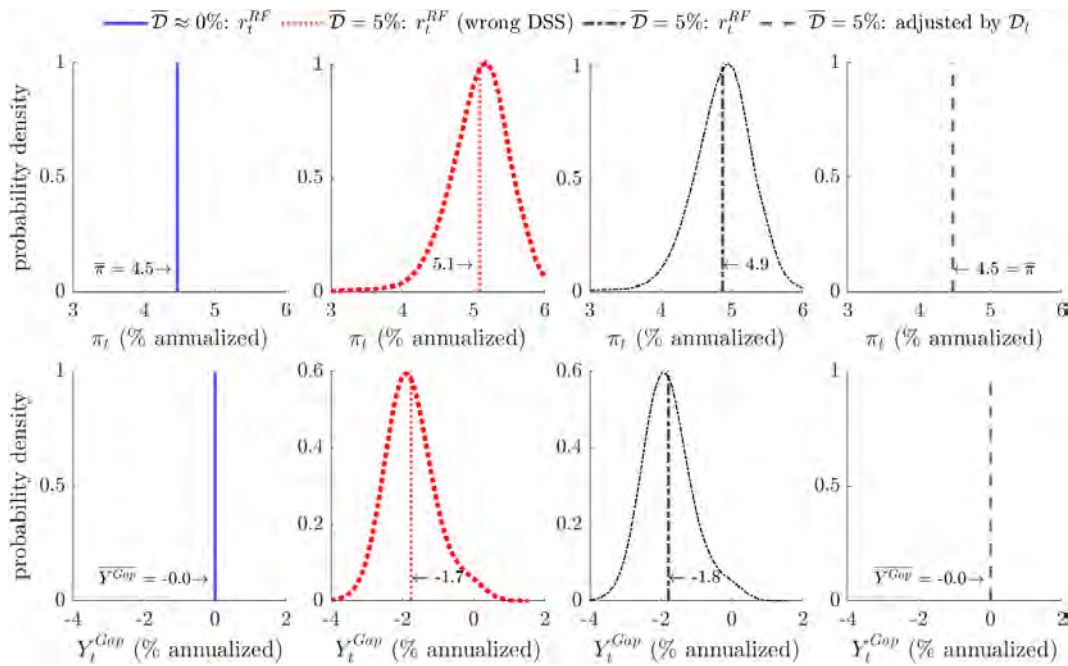 D̅ ≈ 0%: r_t^{RF} D̅ = 5%: r_t^{RF} (wrong DSS) D̅ = 5%: r_t^{RF} D̅ = 5%: adjusted by D_t
probability density
1
0.5
0
π̅ = 4.5→
3 4 5 6
π_t (% annualized)
1
0.5
0
5.1→
3 4 5 6
π_t (% annualized)
1
0.5
0
←4.9
3 4 5 6
π_t (% annualized)
1
0.5
0
←4.5 = π̅
3 4 5 6
π_t (% annualized)
probability density
1
0.5
0
Y̅^{Gap} = -0.0→
-4 -2 0 2
Y_t^{Gap} (% annualized)
0.6
0.4
0.2
0
←-1.7
-4 -2 0 2
Y_t^{Gap} (% annualized)
0.6
0.4
0.2
0
←-1.8
-4 -2 0 2
Y_t^{Gap} (% annualized)
1
0.5
0
Y̅^{Gap} = -0.0→
-4 -2 0 2
Y_t^{Gap} (% annualized)